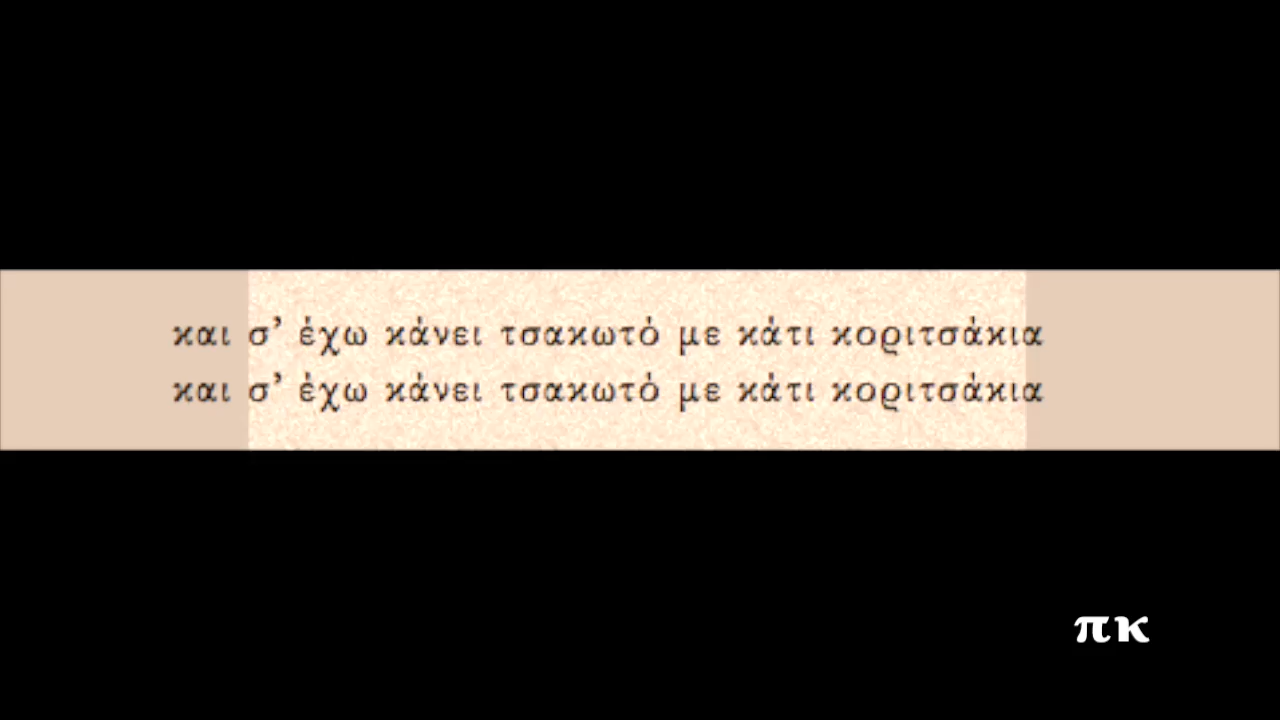 και σ’ έχω κάνει τσακωτό με κάτι κοριτσάκια
και σ’ έχω κάνει τσακωτό με κάτι κοριτσάκια
πκ